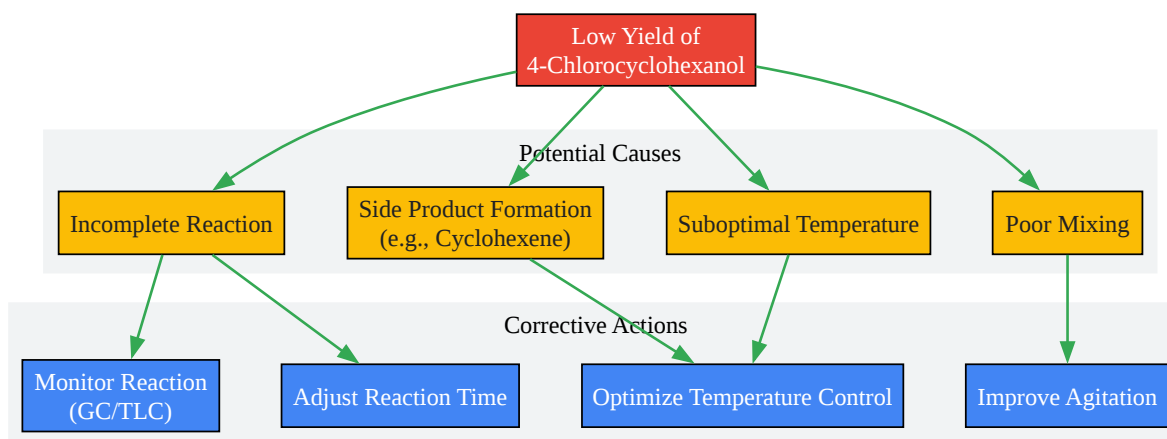 Low Yield of
4-Chlorocyclohexanol
Potential Causes
Incomplete Reaction
Side Product Formation
(e.g., Cyclohexene)
Suboptimal Temperature
Poor Mixing
Corrective Actions
Monitor Reaction
(GC/TLC)
Adjust Reaction Time
Optimize Temperature Control
Improve Agitation